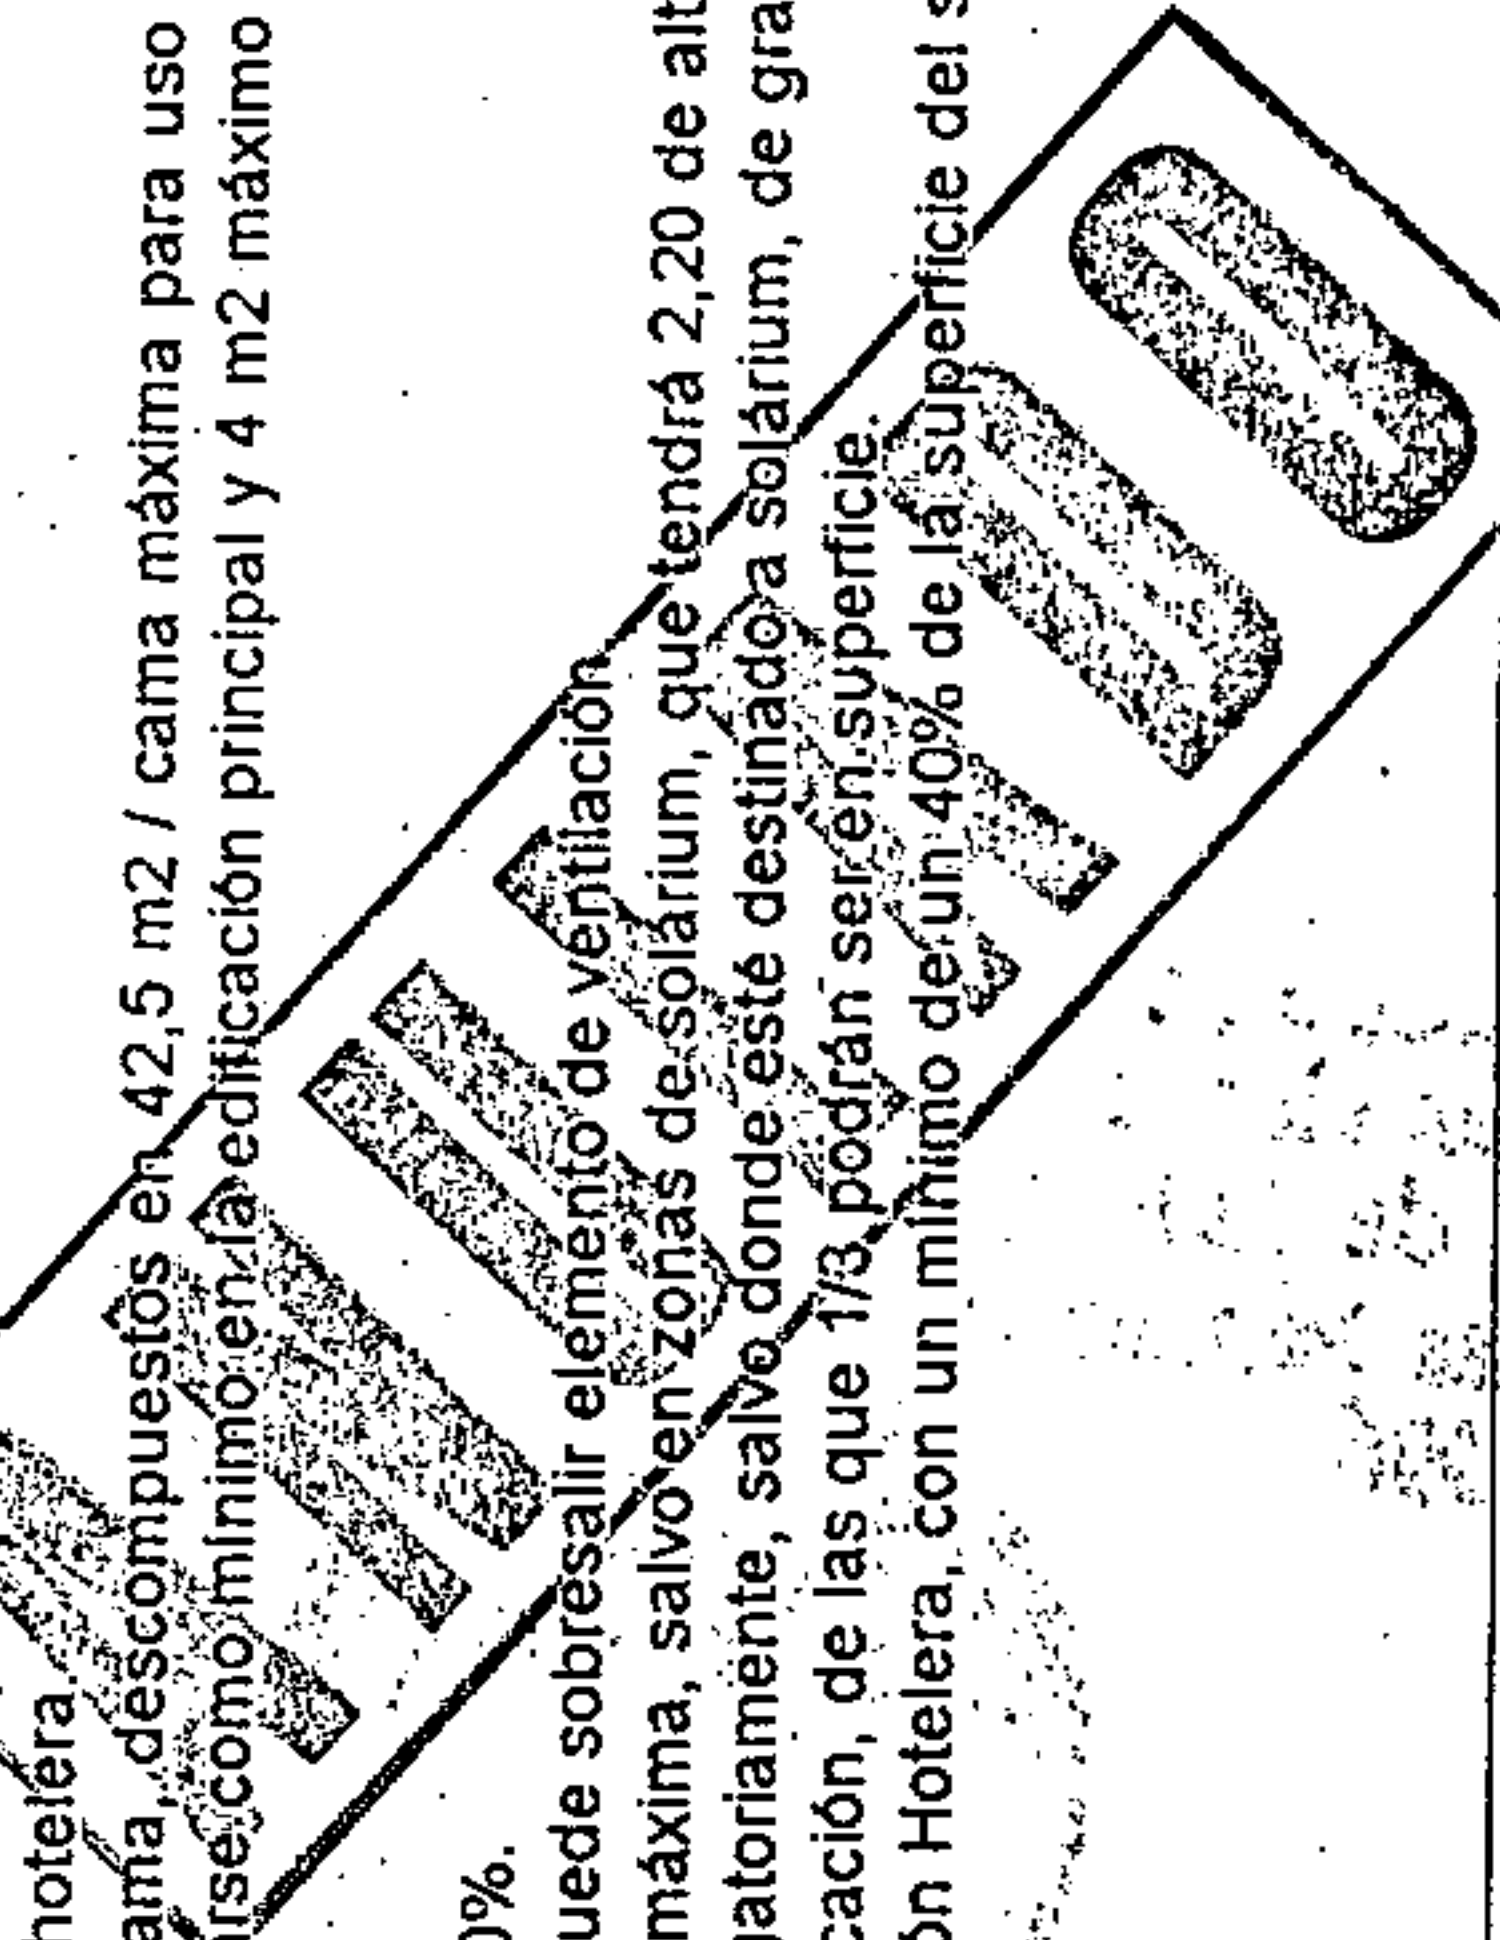 hotelera.
ama, descompuestos en 42,5 m2 / cama máxima para uso
arse como mínimo en la edificación principal y 4 m2 máximo
0%.
uede sobresalir elemento de ventilación
máxima, salvo en zonas de solárium, que tendrá 2,20 de alt
natoriamente, salvo donde esté destinado a solárium, de gra
cación, de las que 1/3 podrán ser en superficie.
ón Hotelera, con un mínimo de un 40% de la superficie del s